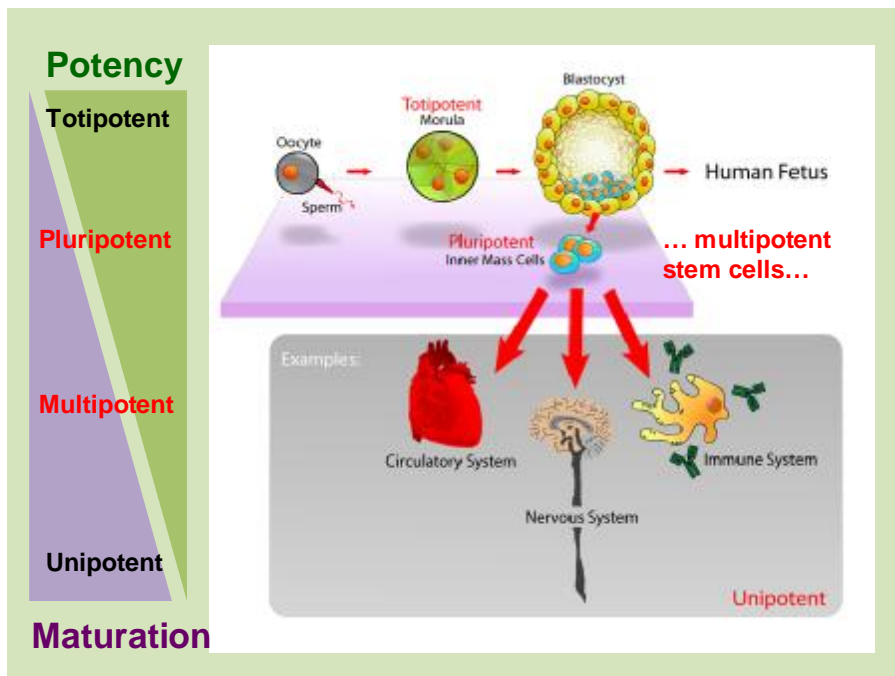 Potency
Totipotent
Pluripotent
Multipotent
Unipotent
Maturation
Blastocyst
Totipotent
Morula
Oocyte
Sperm
Human Fetus
Pluripotent
Inner Mass Cells
... multipotent
stem cells...
Examples:
Circulatory System
Immune System
Nervous System
Unipotent